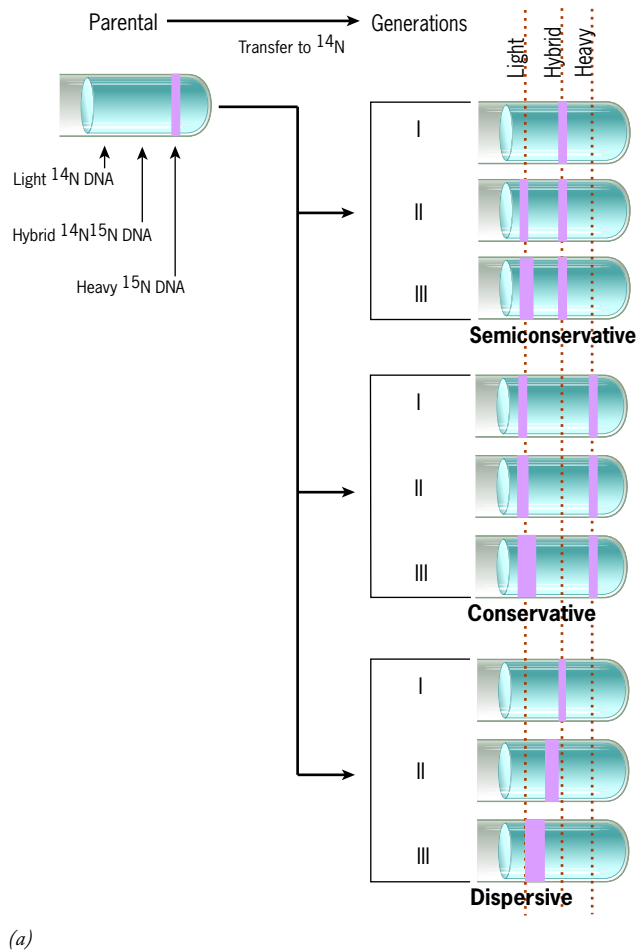 Parental
Generations
Transfer to 14N
Light
Hybrid
Heavy
Light 14N DNA
Hybrid 14N15N DNA
Heavy 15N DNA
I
II
III
Semiconservative
I
II
III
Conservative
I
II
III
Dispersive
(a)